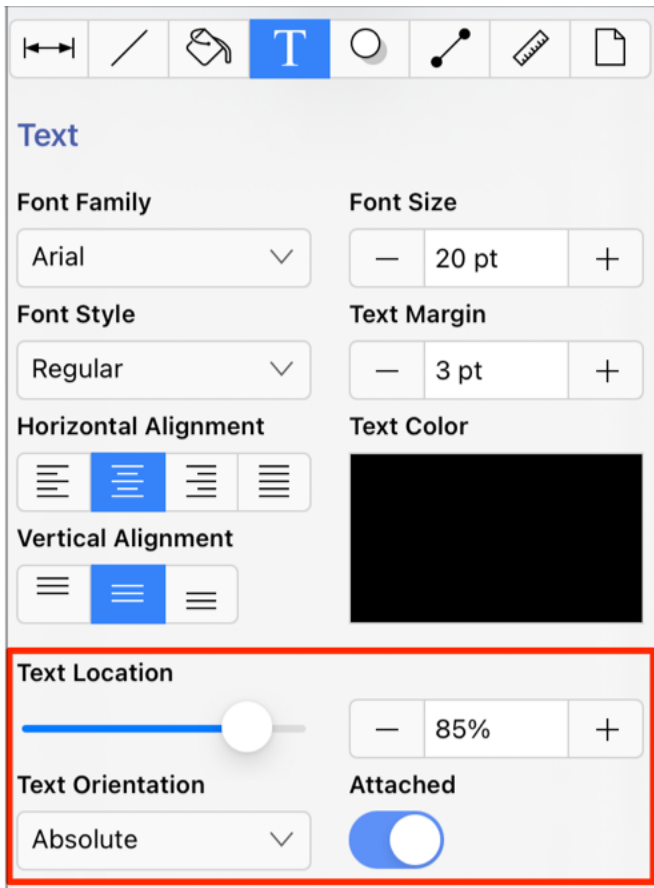 T
Text
Font Family Font Size
Arial 20 pt
Font Style Text Margin
Regular 3 pt
Horizontal Alignment Text Color
Vertical Alignment
Text Location
85%
Text Orientation Attached
Absolute